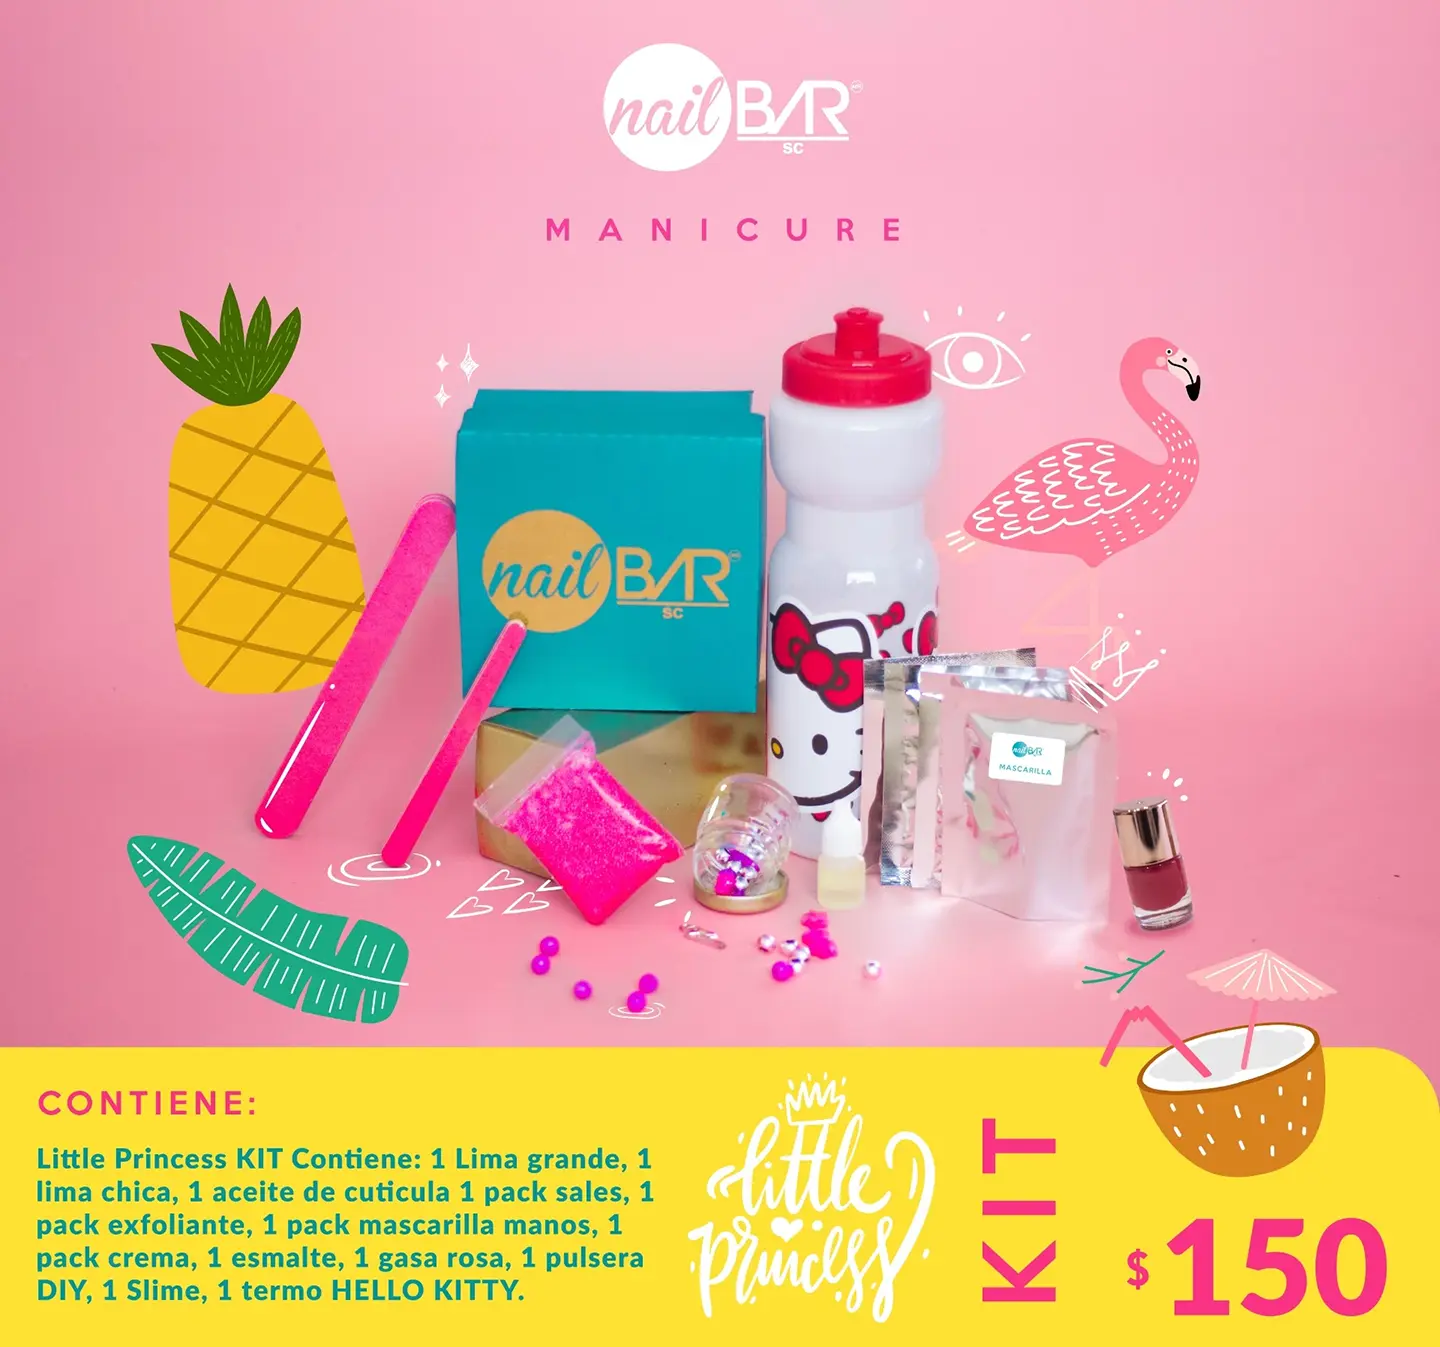 nail BAR
SC
MANICURE
nail BAR
SC
nail BAR
MASCARILLA
CONTIENE:
Little Princess KIT Contiene: 1 Lima grande, 1
lima chica, 1 aceite de cuticula 1 pack sales, 1
pack exfoliante, 1 pack mascarilla manos, 1
pack crema, 1 esmalte, 1 gasa rosa, 1 pulsera
DIY, 1 Slime, 1 termo HELLO KITTY.
little
princess
KIT
$150